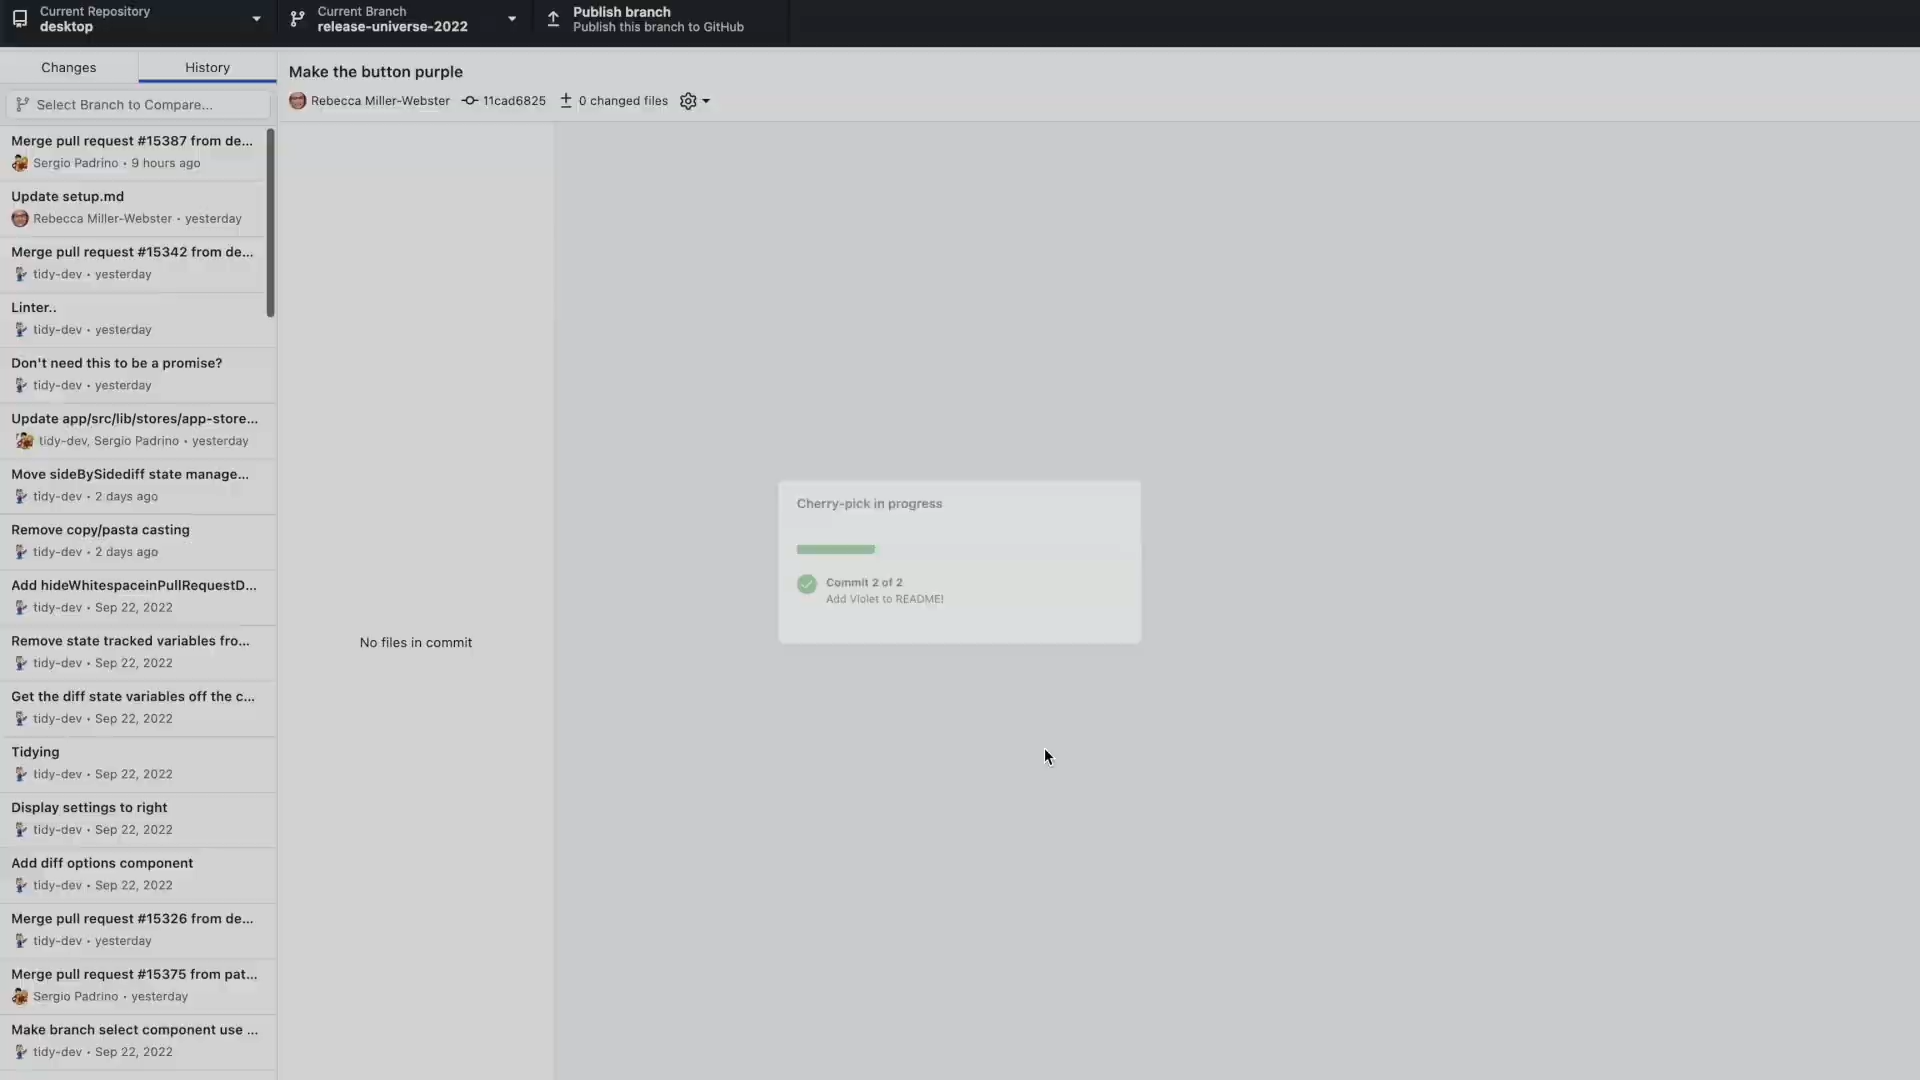 Current Repository
desktop
Current Branch
release-universe-2022
Publish branch
Publish this branch to GitHub
Changes
History
Select Branch to Compare...
Merge pull request #15387 from de...
Sergio Padrino • 9 hours ago
Update setup.md
Rebecca Miller-Webster • yesterday
Merge pull request #15342 from de...
tidy-dev • yesterday
Linter..
tidy-dev • yesterday
Don't need this to be a promise?
tidy-dev • yesterday
Update app/src/lib/stores/app-store...
tidy-dev, Sergio Padrino • yesterday
Move sideBySidediff state manage...
tidy-dev • 2 days ago
Remove copy/pasta casting
tidy-dev • 2 days ago
Add hideWhitespaceinPullRequestD...
tidy-dev • Sep 22, 2022
Remove state tracked variables fro...
tidy-dev • Sep 22, 2022
Get the diff state variables off the c...
tidy-dev • Sep 22, 2022
Tidying
tidy-dev • Sep 22, 2022
Display settings to right
tidy-dev • Sep 22, 2022
Add diff options component
tidy-dev • Sep 22, 2022
Merge pull request #15326 from de...
tidy-dev • yesterday
Merge pull request #15375 from pat...
Sergio Padrino • yesterday
Make branch select component use ...
tidy-dev • Sep 22, 2022
Make the button purple
Rebecca Miller-Webster 11cad6825 0 changed files
No files in commit
Cherry-pick in progress
Commit 2 of 2
Add Violet to README!